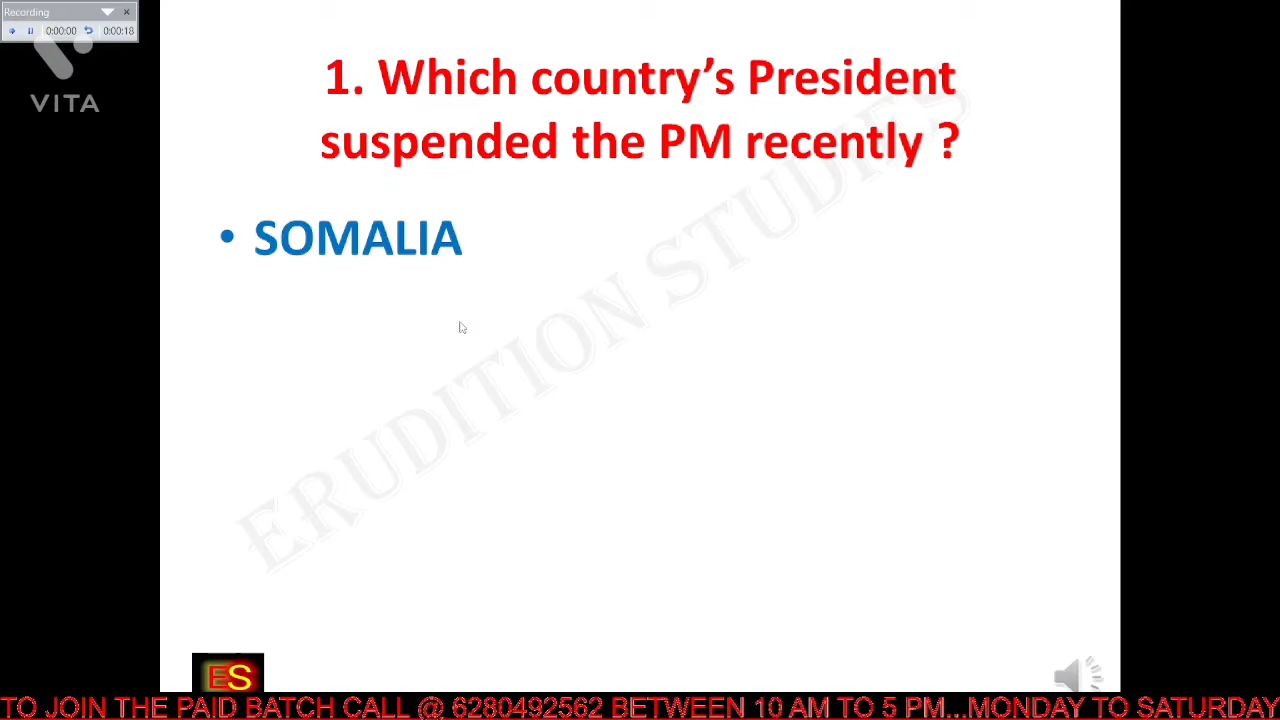 Recording
0:00:00 0:00:18
VITA
1. Which country’s President
suspended the PM recently ?
• SOMALIA
ERUDITION STUDIES
ES
TO JOIN THE PAID BATCH CALL @ 6280492562 BETWEEN 10 AM TO 5 PM...MONDAY TO SATURDAY